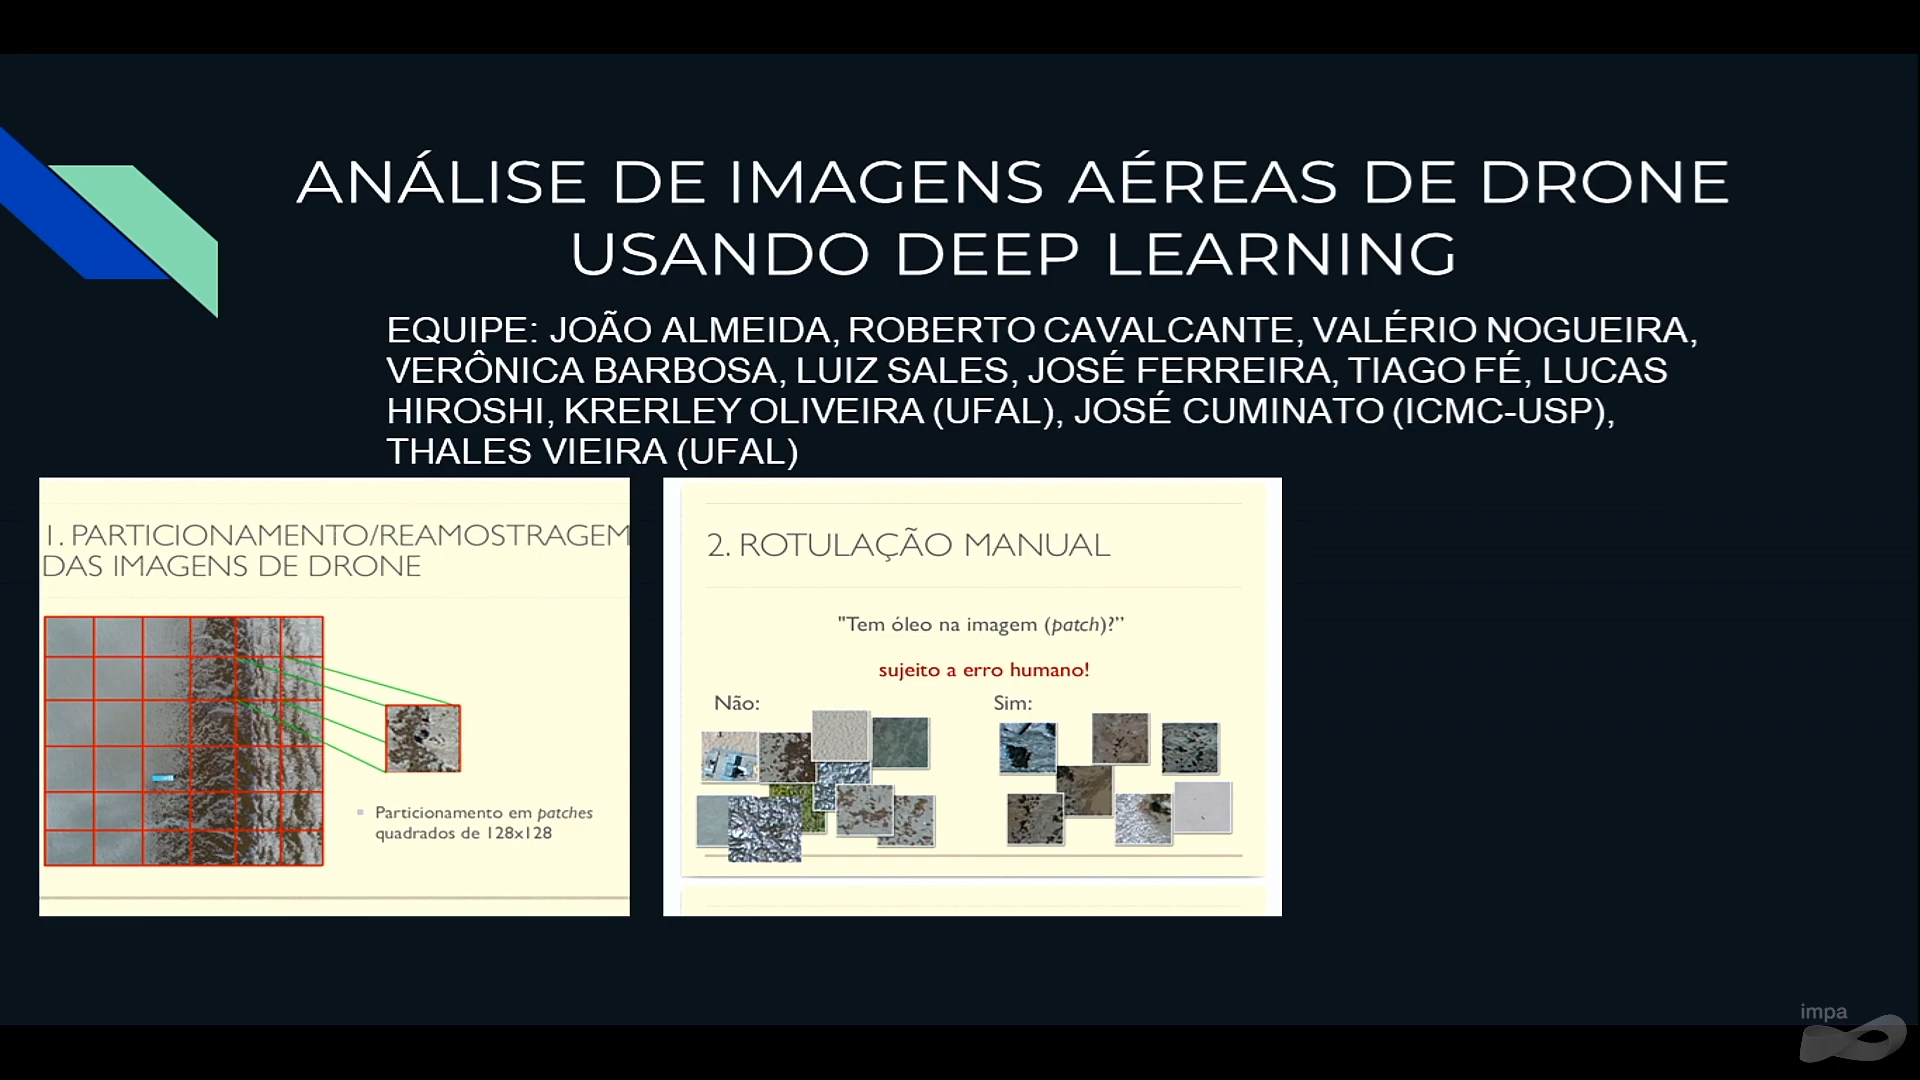 ANÁLISE DE IMAGENS AÉREAS DE DRONE
USANDO DEEP LEARNING
EQUIPE: JOÃO ALMEIDA, ROBERTO CAVALCANTE, VALÉRIO NOGUEIRA,
VERÔNICA BARBOSA, LUIZ SALES, JOSÉ FERREIRA, TIAGO FÉ, LUCAS
HIROSHI, KRERLEY OLIVEIRA (UFAL), JOSÉ CUMINATO (ICMC-USP),
THALES VIEIRA (UFAL)
1. PARTICIONAMENTO/REAMOSTRAGEM
DAS IMAGENS DE DRONE
Particionamento em patches
quadrados de 128x128
2. ROTULAÇÃO MANUAL
"Tem óleo na imagem (patch)?”
sujeito a erro humano!
Não:
Sim:
impa